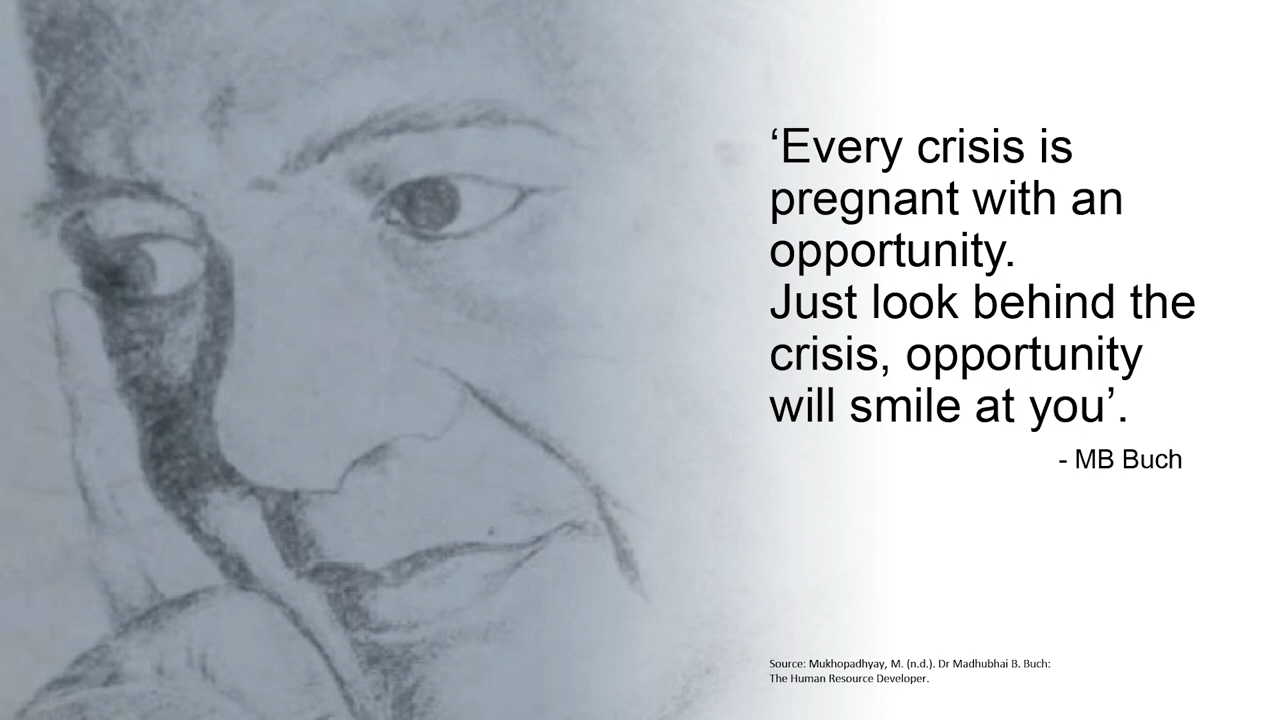 ‘Every crisis is
pregnant with an
opportunity.
Just look behind the
crisis, opportunity
will smile at you’.
- MB Buch
Source: Mukhopadhyay, M. (n.d.). Dr Madhubhai B. Buch:
The Human Resource Developer.